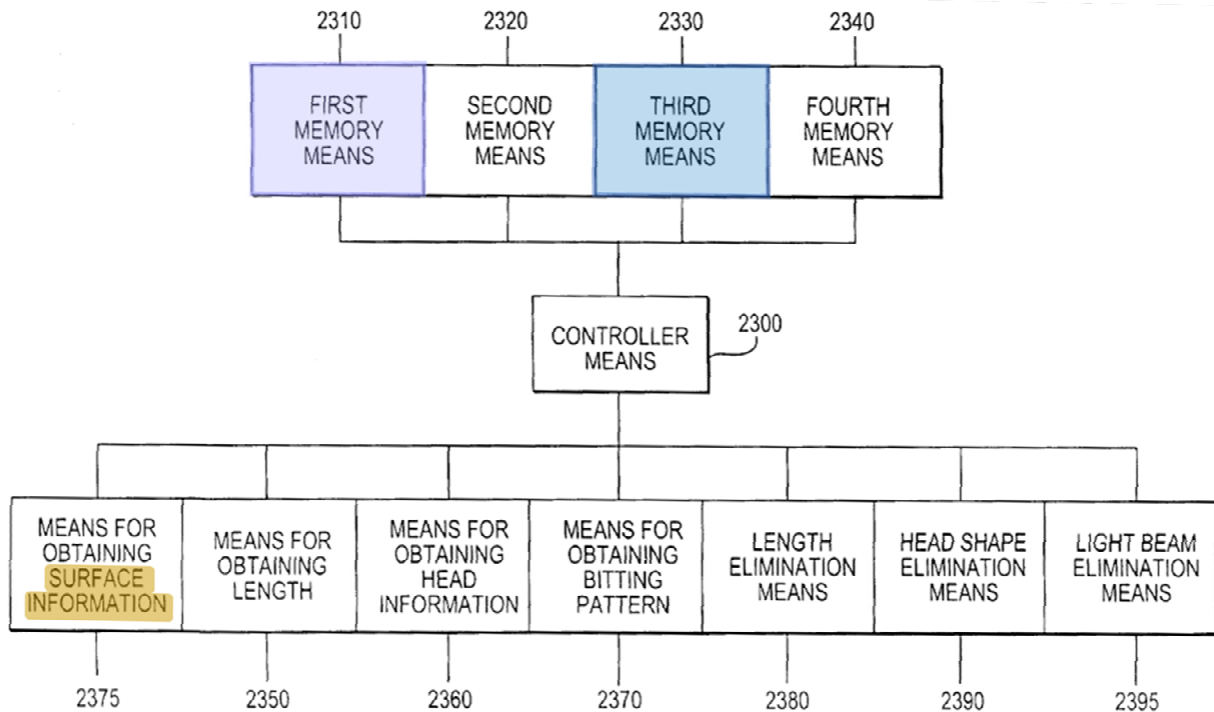 2310
2320
2330
2340
FIRST
MEMORY
MEANS
SECOND
MEMORY
MEANS
THIRD
MEMORY
MEANS
FOURTH
MEMORY
MEANS
CONTROLLER
MEANS
2300
MEANS FOR
OBTAINING
SURFACE
INFORMATION
MEANS FOR
OBTAINING
LENGTH
MEANS FOR
OBTAINING
HEAD
INFORMATION
MEANS FOR
OBTAINING
BITTING
PATTERN
LENGTH
ELIMINATION
MEANS
HEAD SHAPE
ELIMINATION
MEANS
LIGHT BEAM
ELIMINATION
MEANS
2375
2350
2360
2370
2380
2390
2395